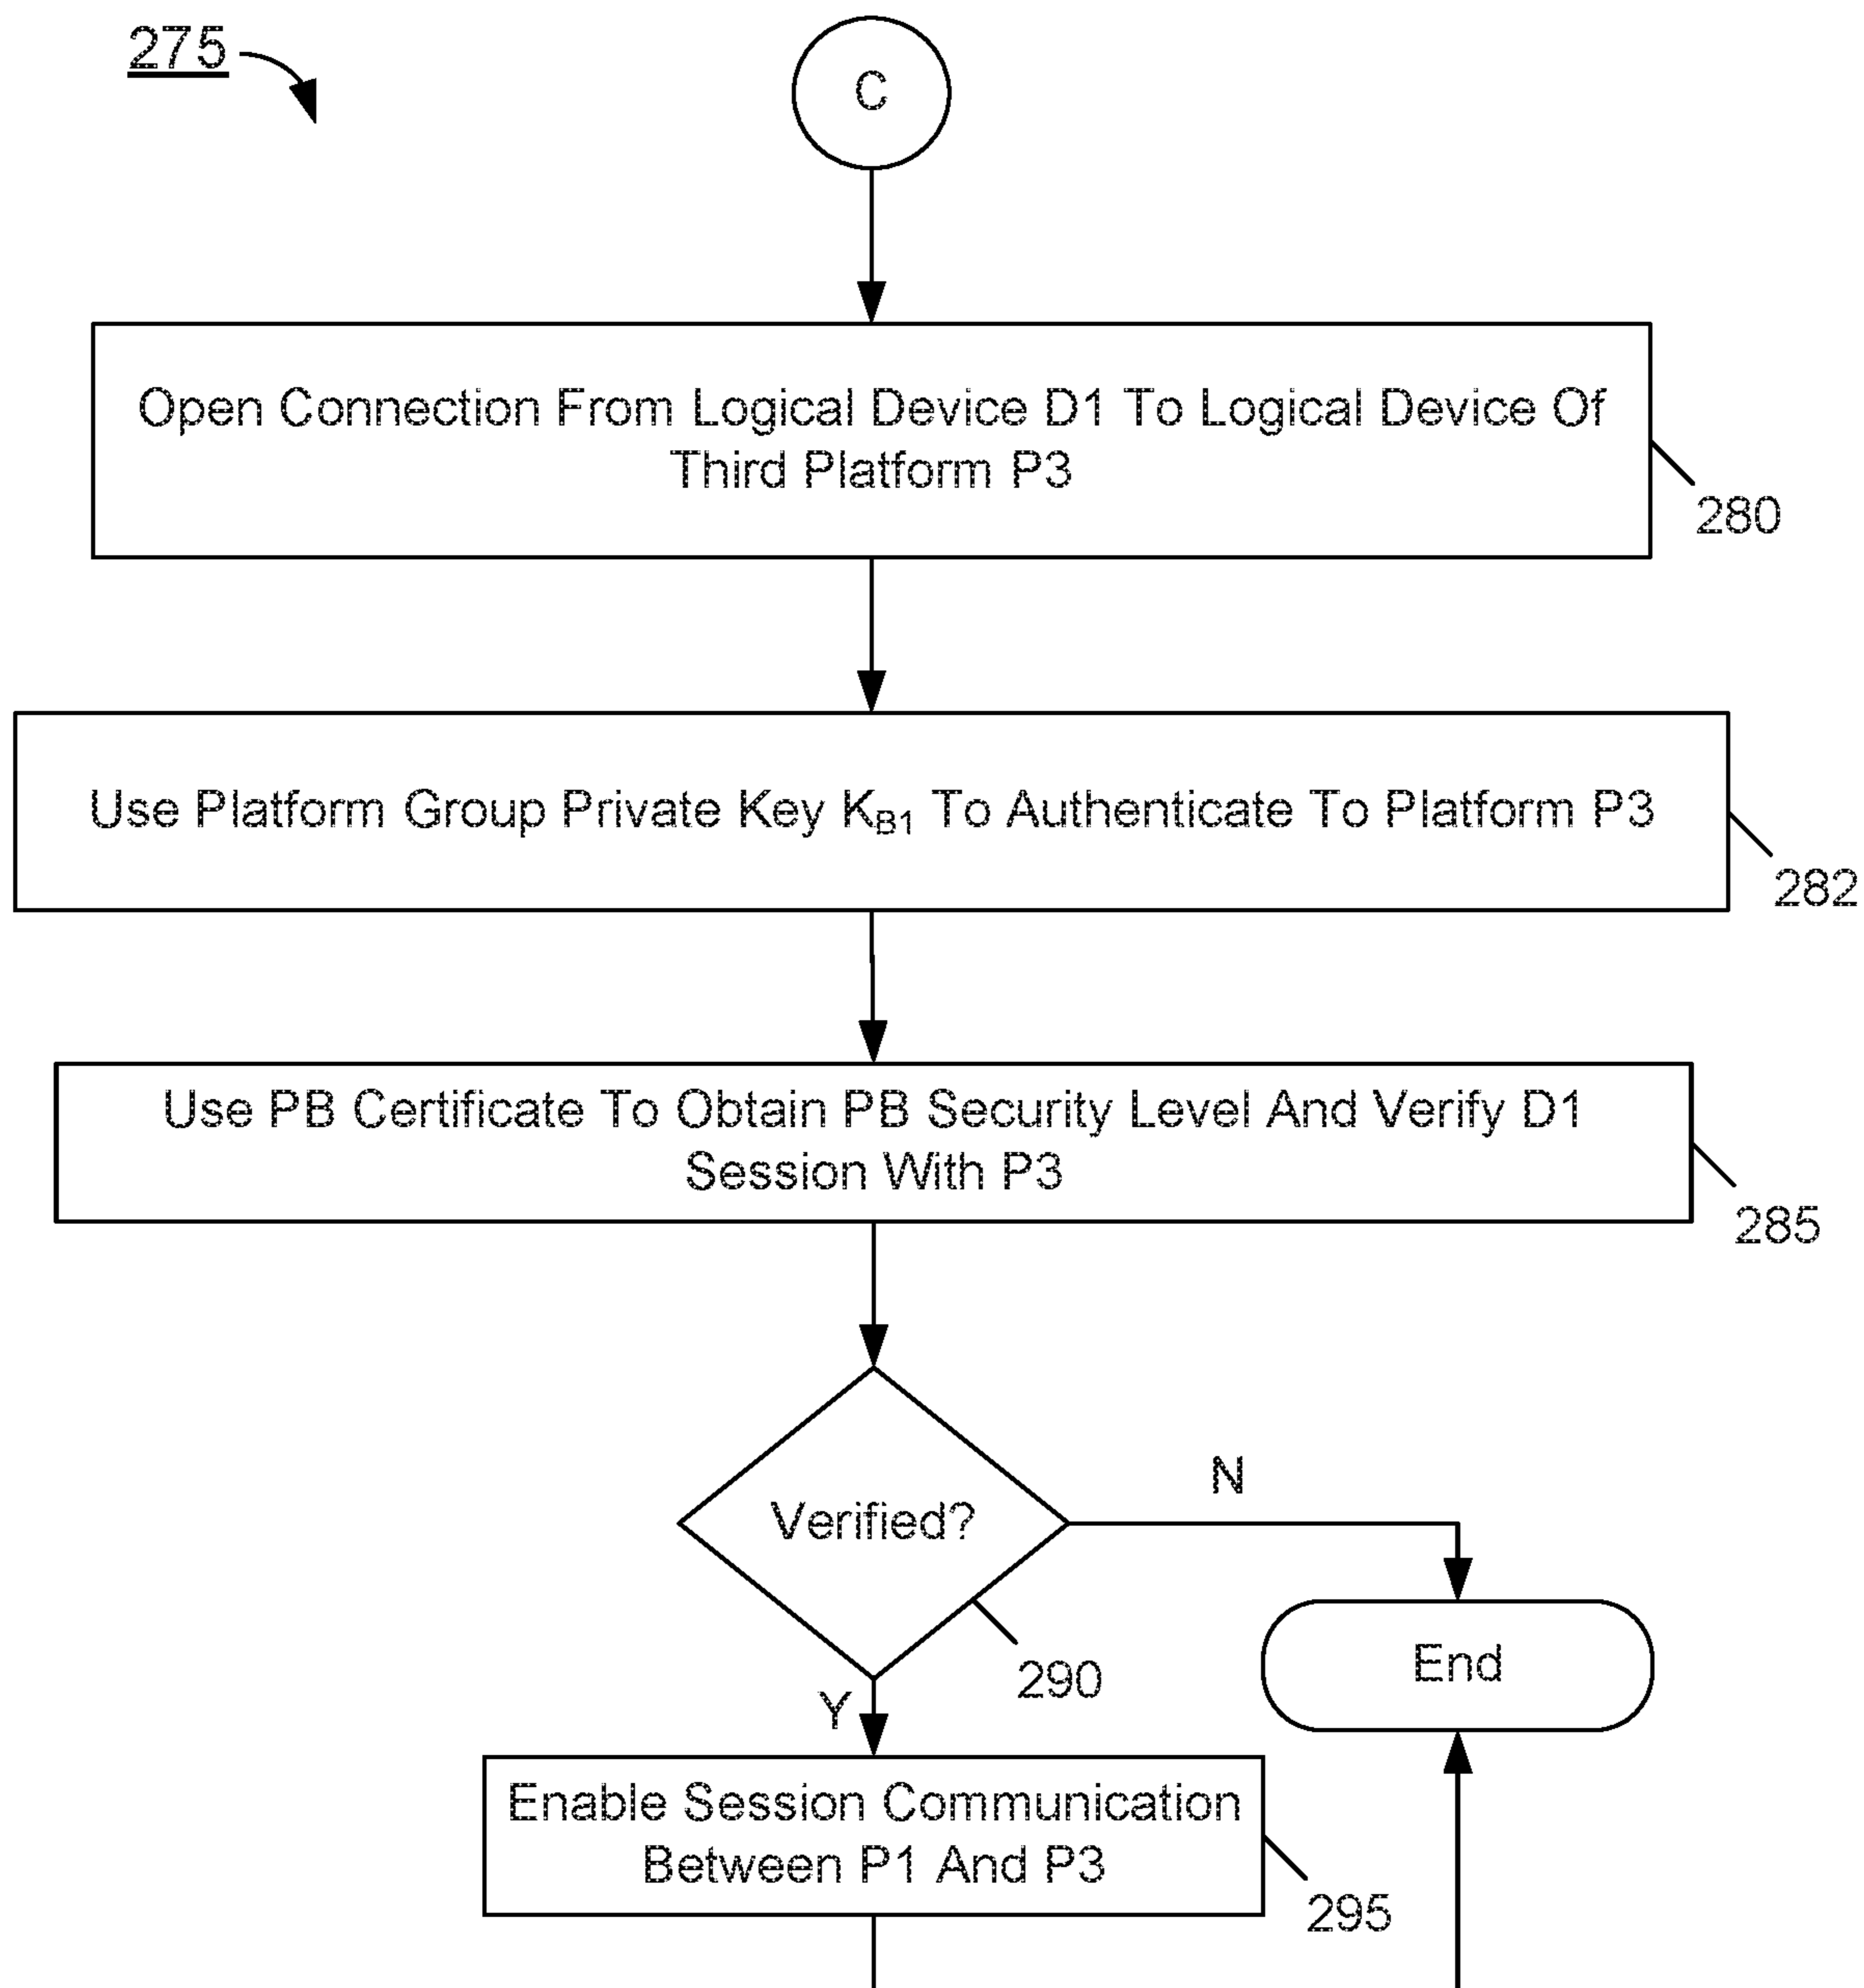 275
C
Open Connection From Logical Device D1 To Logical Device Of
Third Platform P3
280
Use Platform Group Private Key K_B1 To Authenticate To Platform P3
282
Use PB Certificate To Obtain PB Security Level And Verify D1
Session With P3
285
Verified?
N
290
End
Y
Enable Session Communication
Between P1 And P3
295